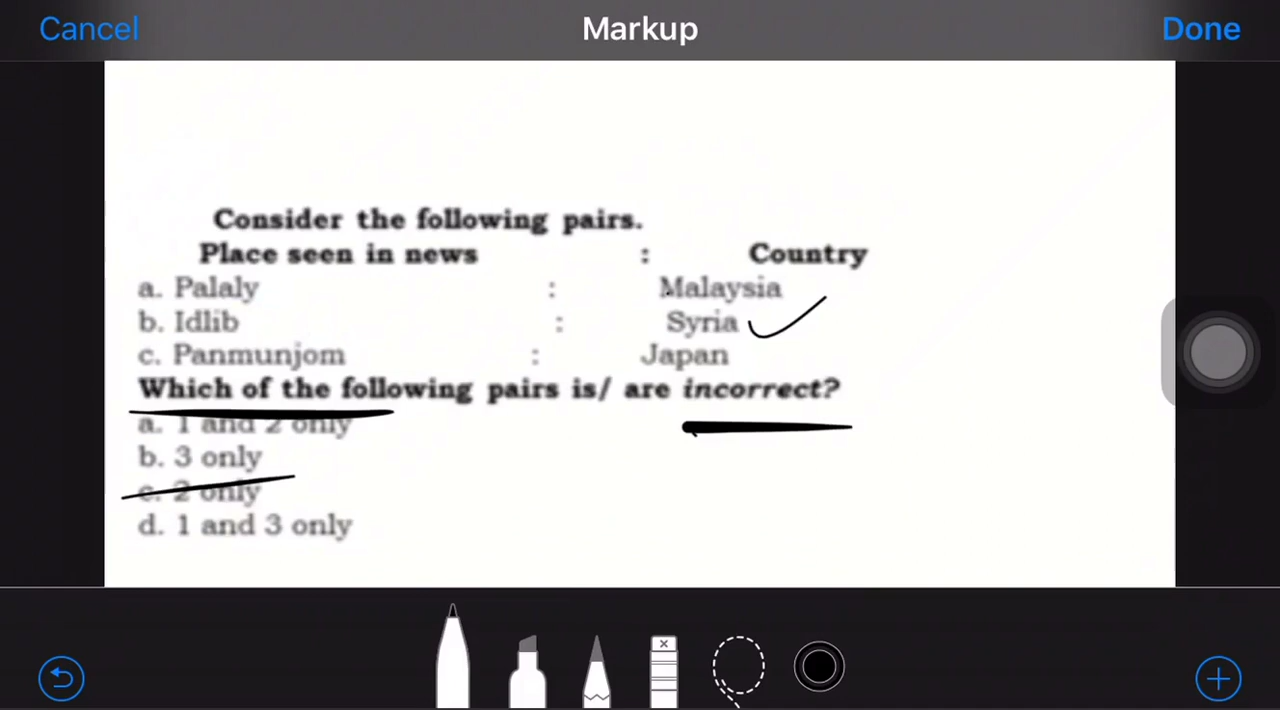 Cancel Markup Done
Consider the following pairs.
Place seen in news : Country
a. Palaly : Malaysia
b. Idlib : Syria
c. Panmunjom : Japan
Which of the following pairs is/ are incorrect?
a. 1 and 2 only
b. 3 only
c. 2 only
d. 1 and 3 only